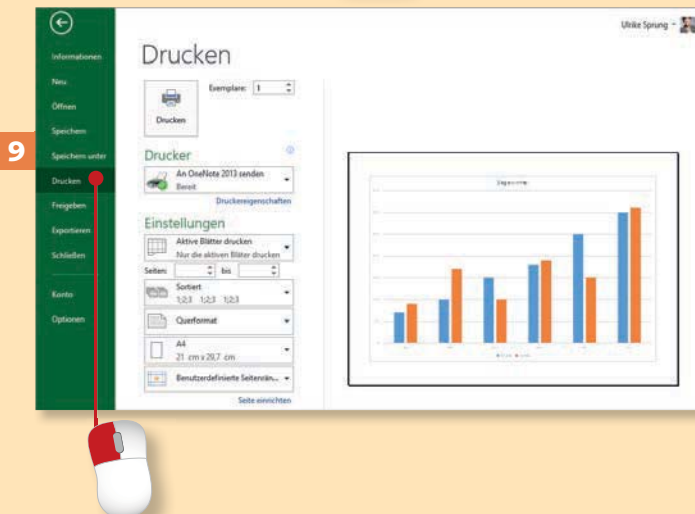 Ulrike Sprung
Informationen
Neu
Öffnen
Speichern
Speichern unter
Drucken
Freigeben
Exportieren
Schließen
Konto
Optionen
9
Drucken
Exemplare: 1
Drucken
Drucker
An OneNote 2013 senden
Bereit
Druckereigenschaften
Einstellungen
Aktive Blätter drucken
Nur die aktiven Blätter drucken
Seiten: bis
Sortiert
1;2;3 1;2;3 1;2;3
Querformat
A4
21 cm x 29,7 cm
Benutzerdefinierte Seitenrän...
Seite einrichten